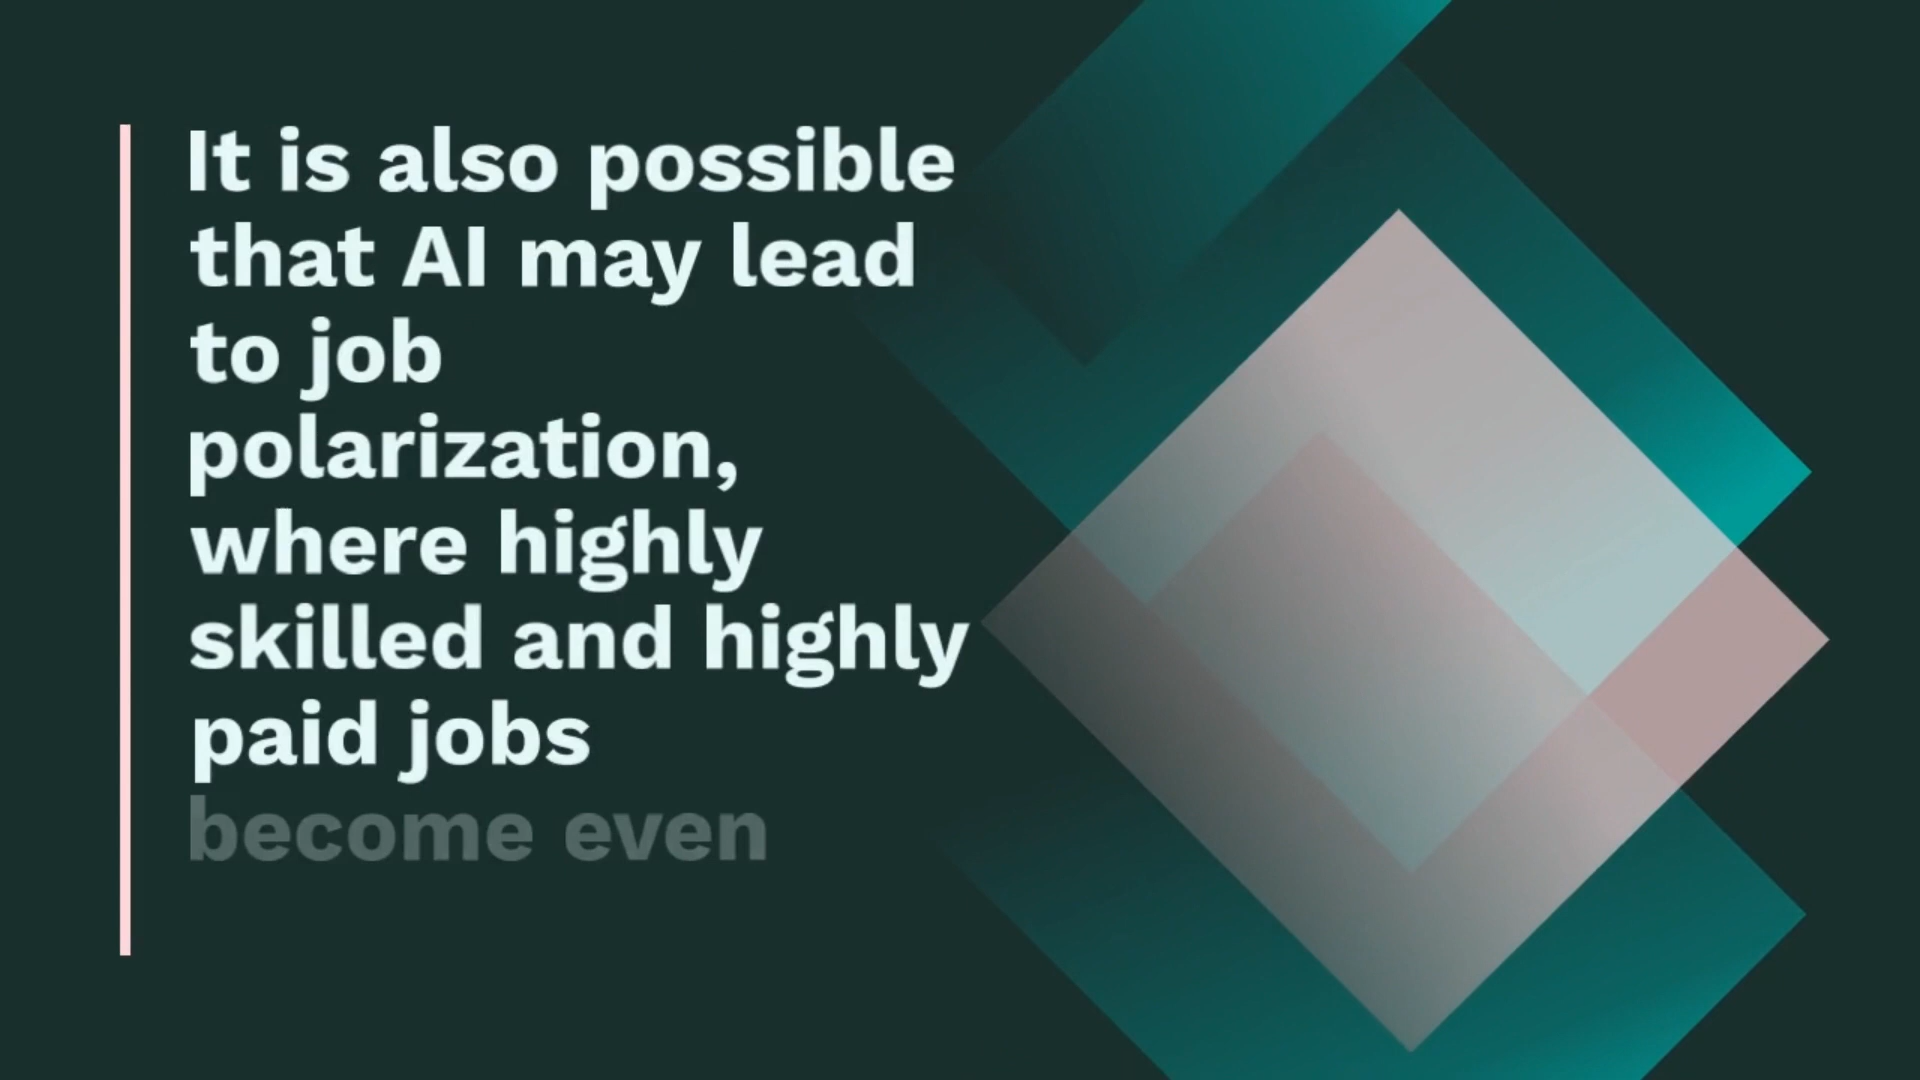 It is also possible
that AI may lead
to job
polarization,
where highly
skilled and highly
paid jobs
become even